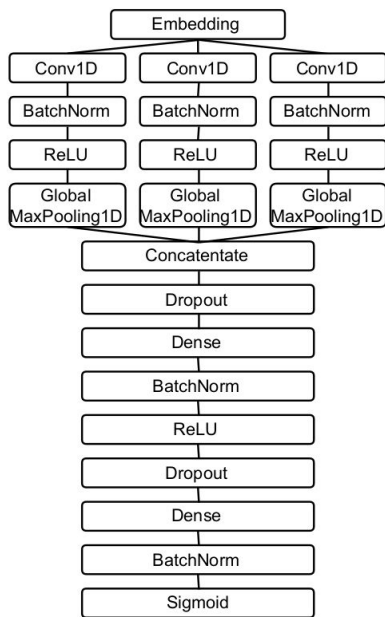 Embedding
Conv1D Conv1D Conv1D
BatchNorm BatchNorm BatchNorm
ReLU ReLU ReLU
Global Global Global
MaxPooling1D MaxPooling1D MaxPooling1D
Concatentate
Dropout
Dense
BatchNorm
ReLU
Dropout
Dense
BatchNorm
Sigmoid